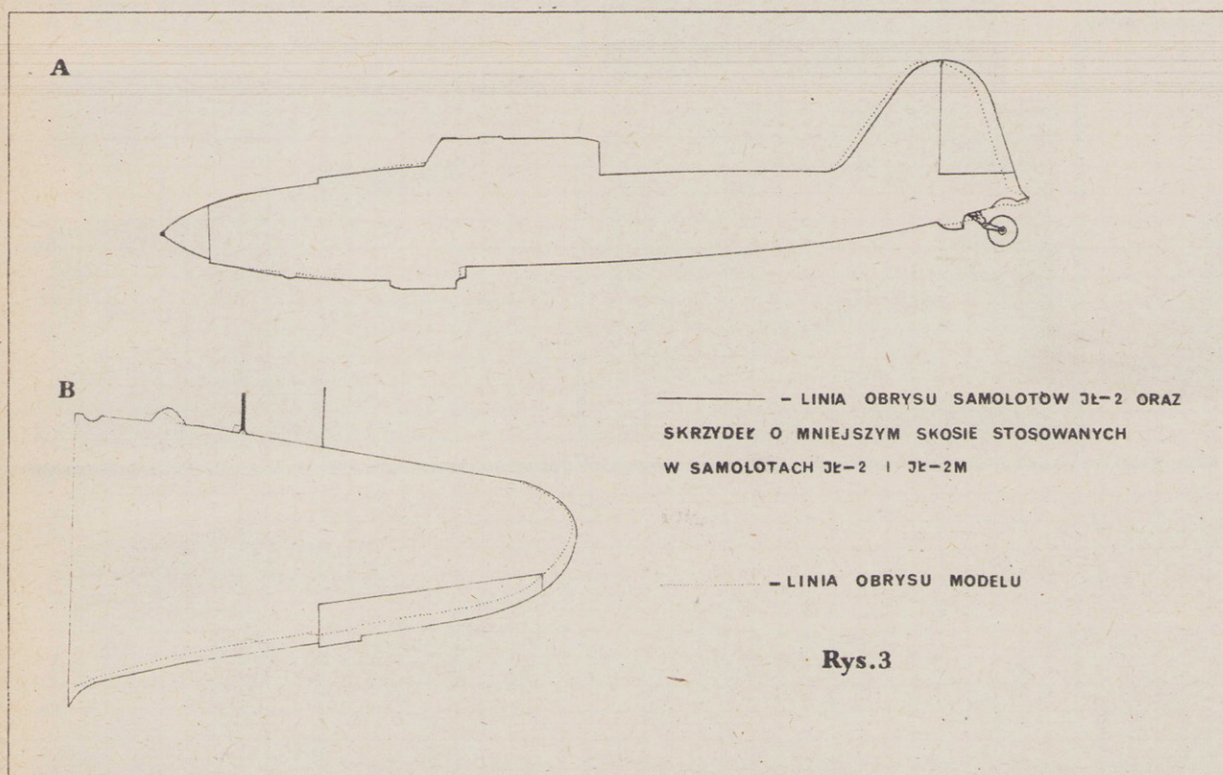 A
B
– LINIA OBRYSU SAMOLOTÓW JŁ-2 ORAZ
SKRZYDEŁ O MNIEJSZYM SKOSIE STOSOWANYCH
W SAMOLOTACH JŁ-2 I JŁ-2M
– LINIA OBRYSU MODELU
Rys.3